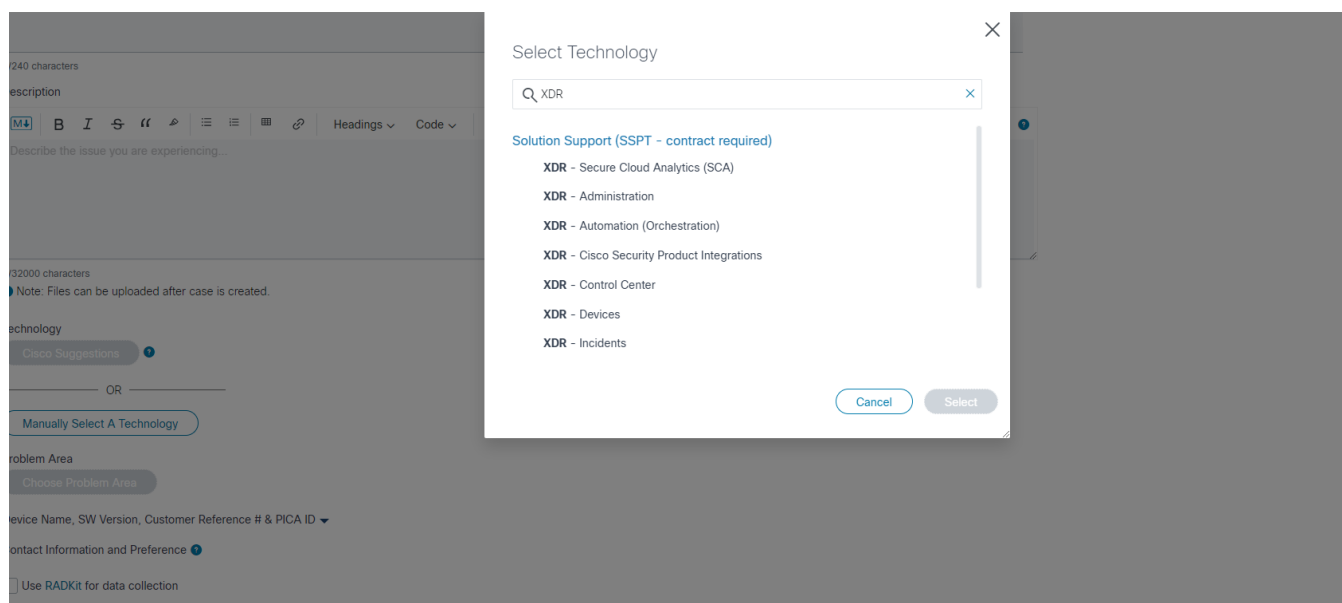 Select Technology
XDR
Solution Support (SSPT - contract required)
XDR - Secure Cloud Analytics (SCA)
XDR - Administration
XDR - Automation (Orchestration)
XDR - Cisco Security Product Integrations
XDR - Control Center
XDR - Devices
XDR - Incidents
Cancel
Select
/240 characters
escription
M B I S Headings Code
Describe the issue you are experiencing...
/32000 characters
Note: Files can be uploaded after case is created.
echnology
Cisco Suggestions ?
OR
Manually Select A Technology
roblem Area
Choose Problem Area
evice Name, SW Version, Customer Reference # & PICA ID
ontact Information and Preference ?
Use RADKit for data collection